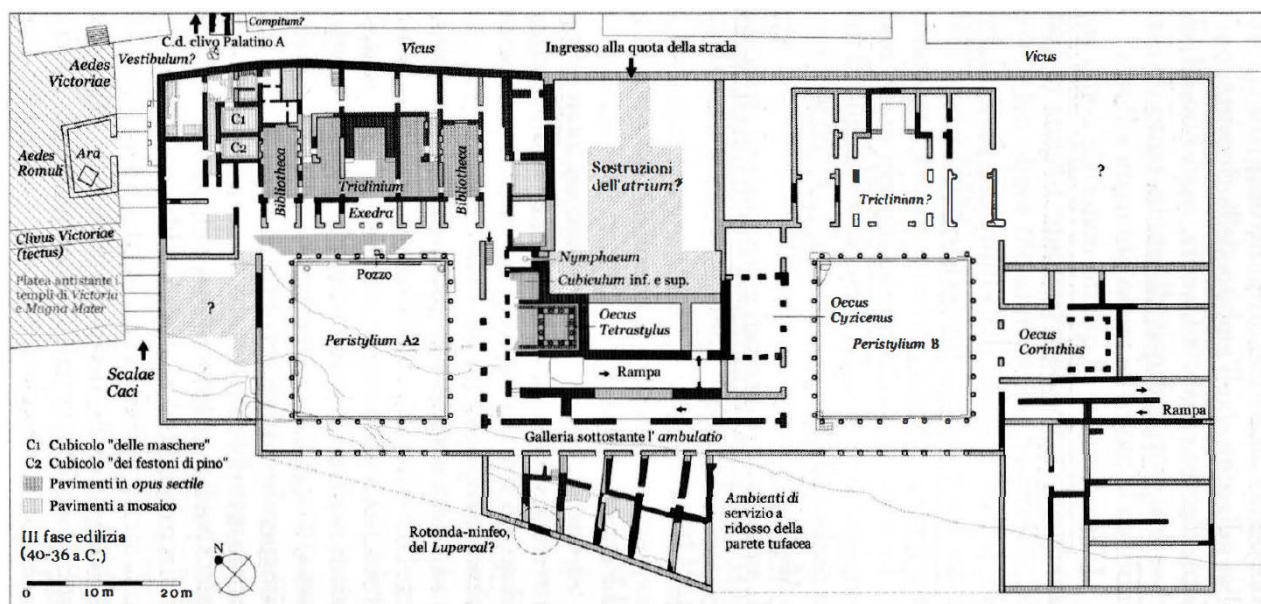 Compitum?
C.d. clivo Palatino A
Vestibulum?
Vicus
Ingresso alla quota della strada
Vicus
Aedes
Victoriae
C1
C2
Aedes
Romuli
Ara
Bibliotheca
Triclinium
Bibliotheca
Exedra
Sostruzioni
dell'atrium?
Triclinium?
?
Clivus Victoriae
(tectus)
Platea antistante i
templi di Victoria
e Magna Mater
?
Pozzo
Nymphaeum
Cubiculum inf. e sup.
Oecus
Tetrastylus
Oecus
Cyzicenus
Peristylium A2
Peristylium B
Oecus
Corinthius
Scalae
Caci
Rampa
Rampa
Galleria sottostante l'ambulatio
C1 Cubicolo "delle maschere"
C2 Cubicolo "dei festoni di pino"
Pavimenti in opus sectile
Pavimenti a mosaico
III fase edilizia
(40-36 a.C.)
N
0 10 m 20 m
Rotonda-ninfeo,
del Lupercal?
Ambienti di
servizio a
ridosso della
parete tufacea